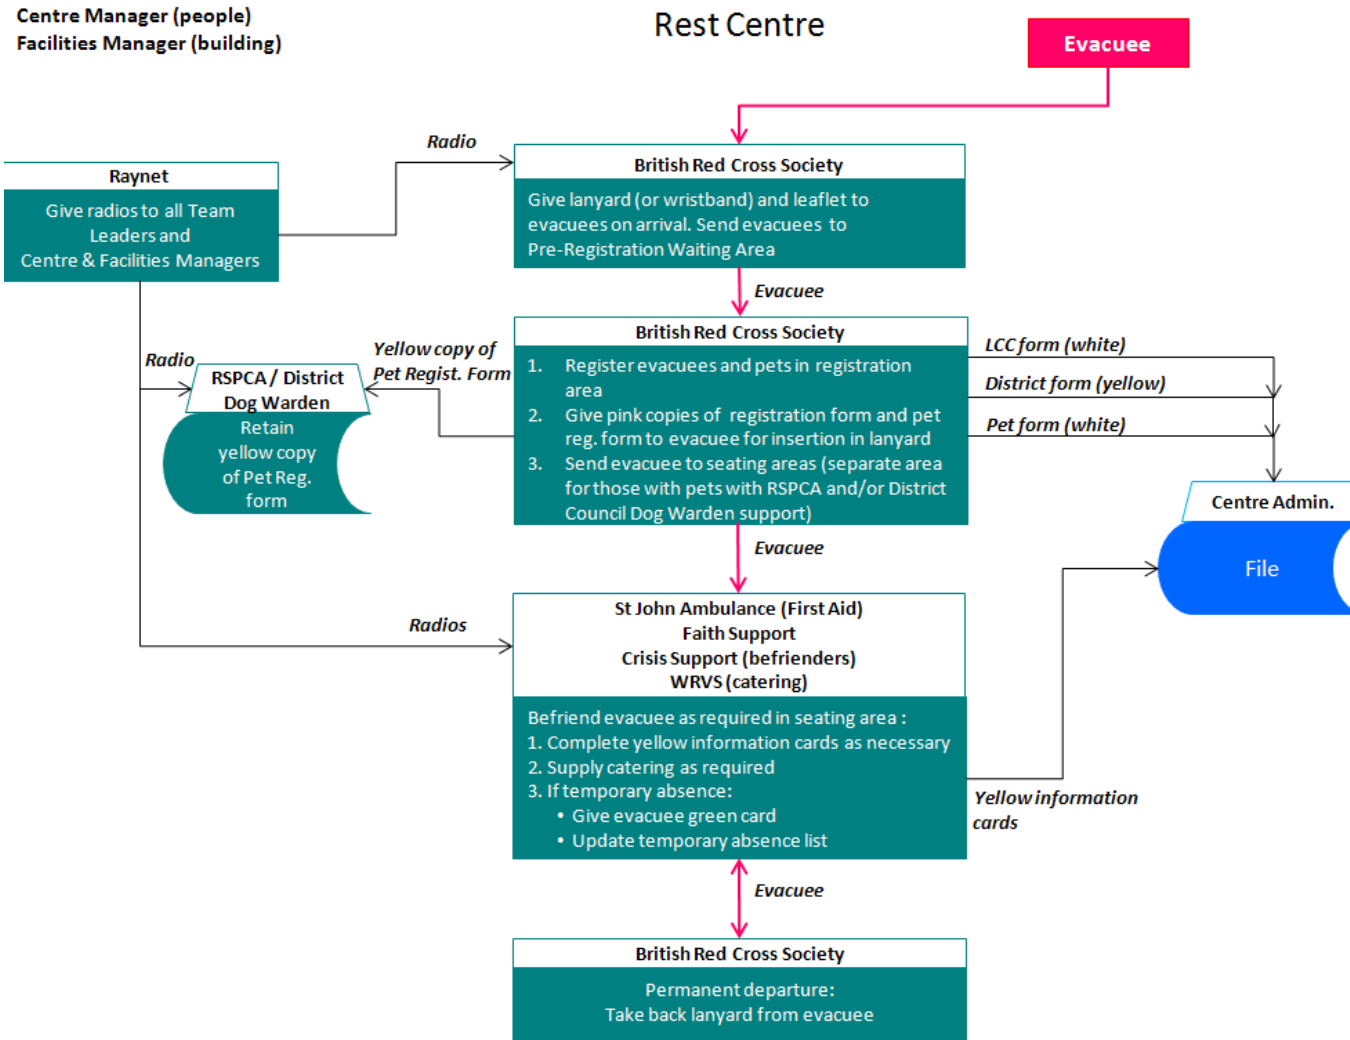 Centre Manager (people)
Facilities Manager (building)
Rest Centre
Evacuee
Radio
British Red Cross Society
Give lanyard (or wristband) and leaflet to
evacuees on arrival. Send evacuees to
Pre-Registration Waiting Area
Raynet
Give radios to all Team
Leaders and
Centre & Facilities Managers
Evacuee
British Red Cross Society
1. Register evacuees and pets in registration
area
2. Give pink copies of registration form and pet
reg. form to evacuee for insertion in lanyard
3. Send evacuee to seating areas (separate area
for those with pets with RSPCA and/or District
Council Dog Warden support)
Radio
Yellow copy of
Pet Regist. Form
RSPCA / District
Dog Warden
Retain
yellow copy
of Pet Reg.
form
LCC form (white)
District form (yellow)
Pet form (white)
Centre Admin.
File
Evacuee
Radios
St John Ambulance (First Aid)
Faith Support
Crisis Support (befrienders)
WRVS (catering)
Befriend evacuee as required in seating area :
1. Complete yellow information cards as necessary
2. Supply catering as required
3. If temporary absence:
• Give evacuee green card
• Update temporary absence list
Yellow information
cards
Evacuee
British Red Cross Society
Permanent departure:
Take back lanyard from evacuee